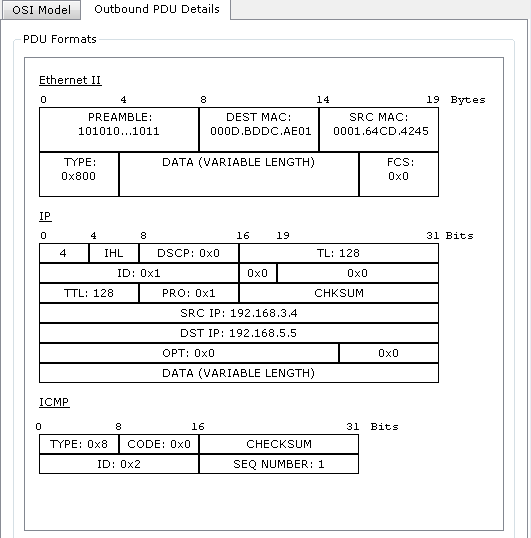 OSI Model Outbound PDU Details
PDU Formats
Ethernet II
0 4 8 14 19 Bytes
PREAMBLE: DEST MAC: SRC MAC:
101010...1011 000D.BDDC.AE01 0001.64CD.4245
TYPE: DATA (VARIABLE LENGTH) FCS:
0x800 0x0
IP
0 4 8 16 19 31 Bits
4 IHL DSCP: 0x0 TL: 128
ID: 0x1 0x0 0x0
TTL: 128 PRO: 0x1 CHKSUM
SRC IP: 192.168.3.4
DST IP: 192.168.5.5
OPT: 0x0 0x0
DATA (VARIABLE LENGTH)
ICMP
0 8 16 31 Bits
TYPE: 0x8 CODE: 0x0 CHECKSUM
ID: 0x2 SEQ NUMBER: 1